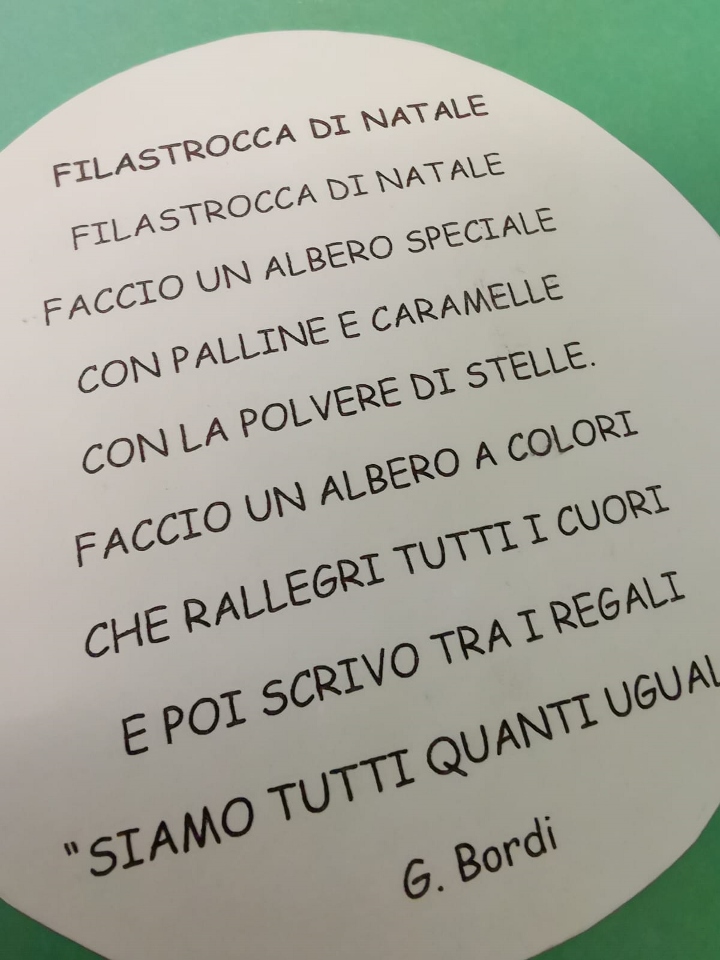 FILASTROCCA DI NATALE
FILASTROCCA DI NATALE
FACCIO UN ALBERO SPECIALE
CON PALLINE E CARAMELLE
CON LA POLVERE DI STELLE.
FACCIO UN ALBERO A COLORI
CHE RALLEGRI TUTTI I CUORI
E POI SCRIVO TRA I REGALI
"SIAMO TUTTI QUANTI
G. Bordi